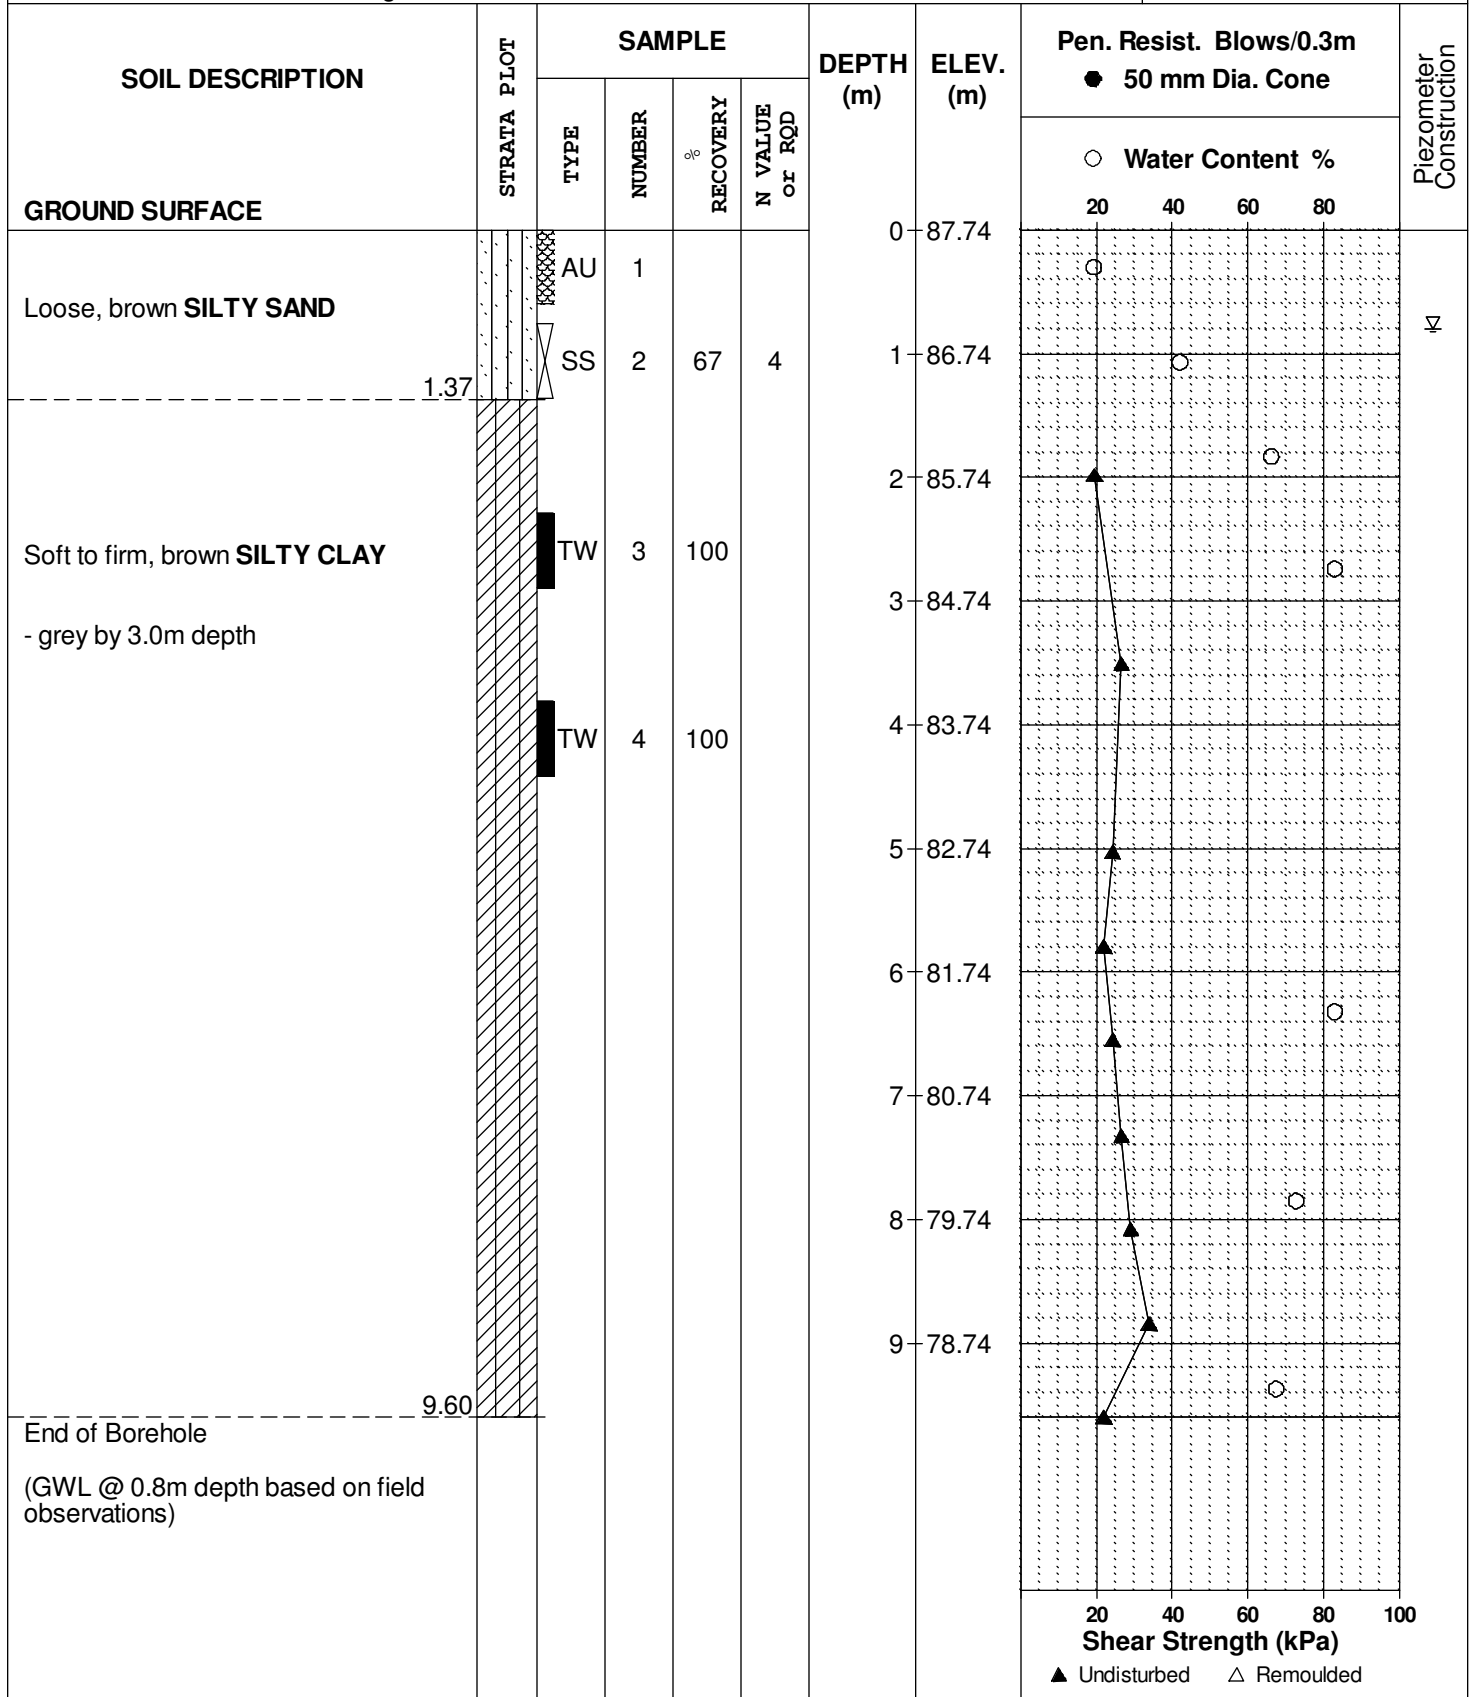 SOIL DESCRIPTION
GROUND SURFACE
STRATA PLOT
SAMPLE
TYPE
NUMBER
%
RECOVERY
N VALUE
or RQD
DEPTH
(m)
ELEV.
(m)
Pen. Resist. Blows/0.3m
● 50 mm Dia. Cone
○ Water Content %
20 40 60 80
Piezometer
Construction
0 87.74
AU 1
Loose, brown SILTY SAND
1 86.74
SS 2 67 4
1.37
2 85.74
Soft to firm, brown SILTY CLAY
TW 3 100
3 84.74
- grey by 3.0m depth
4 83.74
TW 4 100
5 82.74
6 81.74
7 80.74
8 79.74
9 78.74
9.60
End of Borehole
(GWL @ 0.8m depth based on field
observations)
20 40 60 80 100
Shear Strength (kPa)
▲ Undisturbed △ Remoulded